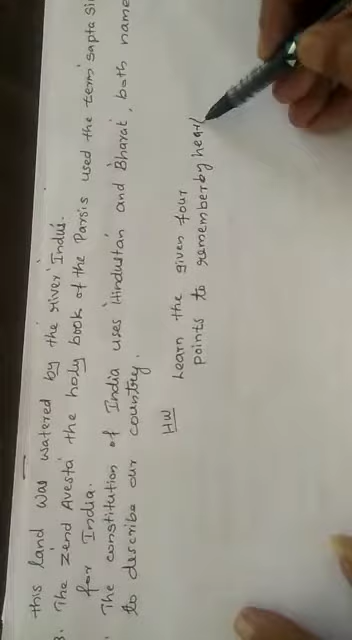 this land was watered by the river Indus.
3. The Zend Avesta the holy book of the Parsis used the term sapta Si
for India.
The constitution of India uses Hindustan and Bharat, both name
to describe our country.
HW
Learn the given four
points to remember by heart